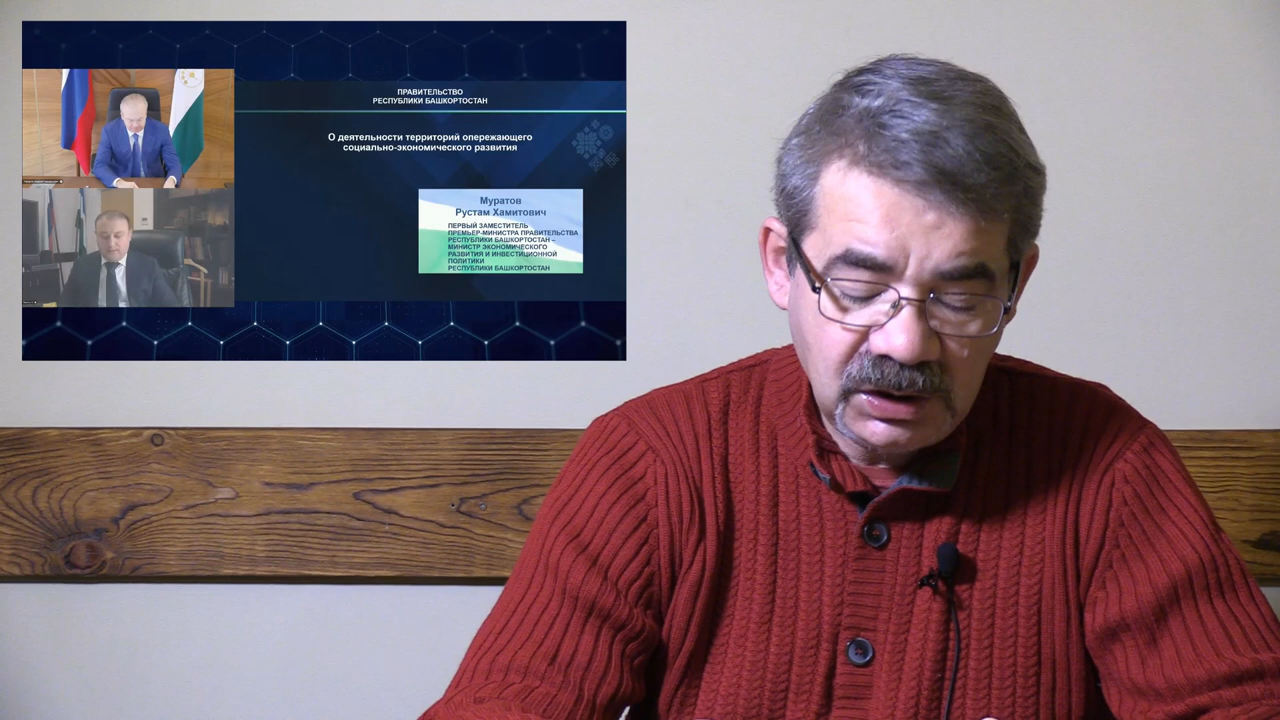 ПРАВИТЕЛЬСТВО
РЕСПУБЛИКИ БАШКОРТОСТАН
О деятельности территорий опережающего
социально-экономического развития
Муратов
Рустам Хамитович
ПЕРВЫЙ ЗАМЕСТИТЕЛЬ
ПРЕМЬЕР-МИНИСТРА ПРАВИТЕЛЬСТВА
РЕСПУБЛИКИ БАШКОРТОСТАН –
МИНИСТР ЭКОНОМИЧЕСКОГО
РАЗВИТИЯ И ИНВЕСТИЦИОННОЙ
ПОЛИТИКИ
РЕСПУБЛИКИ БАШКОРТОСТАН